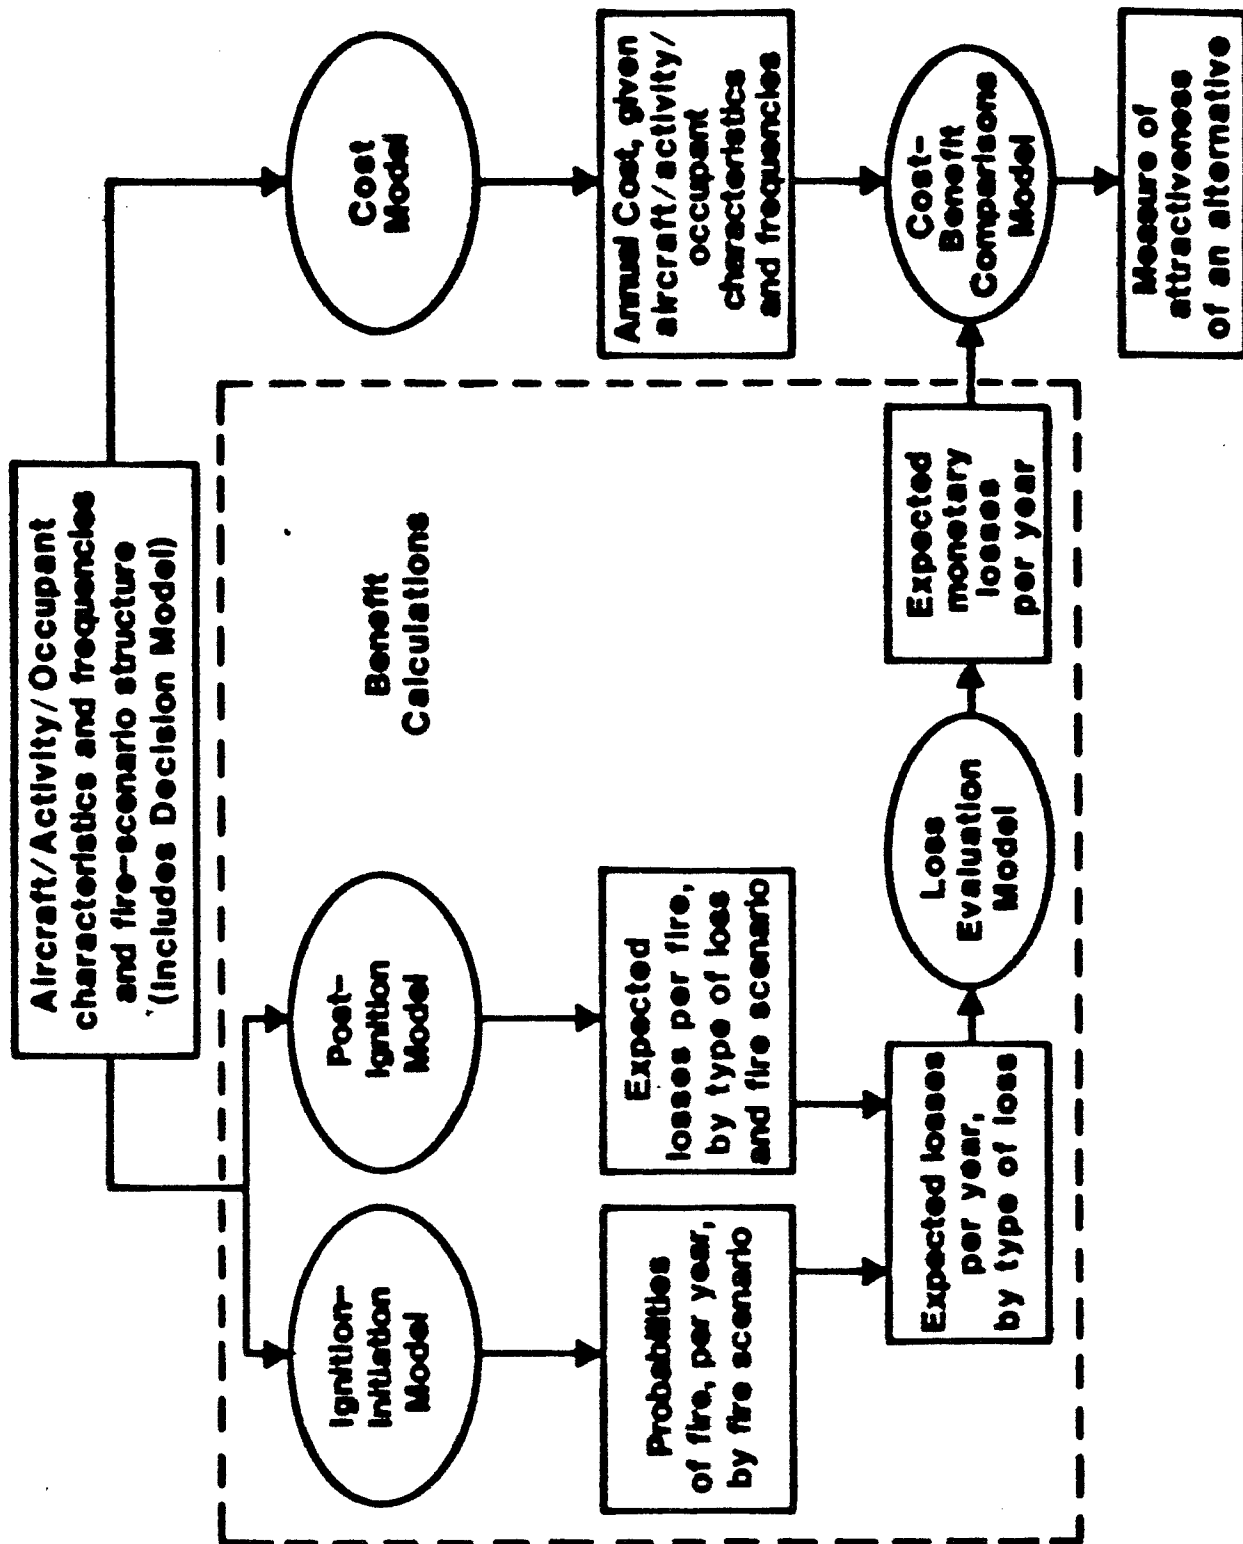 Aircraft/Activity/Occupant
characteristics and frequencies
and fire-scenario structure
(Includes Decision Model)
Ignition-
Initiation
Model
Post-
Ignition
Model
Cost
Model
Benefit
Calculations
Probabilities
of fire, per year,
by fire scenario
Expected
losses per fire,
by type of loss
and fire scenario
Annual Cost, given
aircraft/activity/
occupant
characteristics
and frequencies
Expected losses
per year,
by type of loss
Loss
Evaluation
Model
Expected
monetary
losses
per year
Cost-
Benefit
Comparisons
Model
Measure of
attractiveness
of an alternative